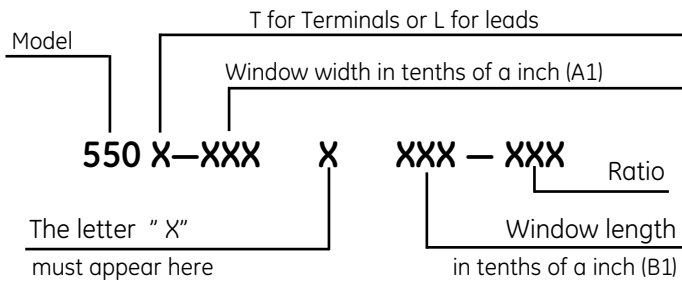 T for Terminals or L for leads
Model
Window width in tenths of a inch (A1)
550 X—XXX X XXX — XXX
Ratio
The letter " X"
must appear here
Window length
in tenths of a inch (B1)